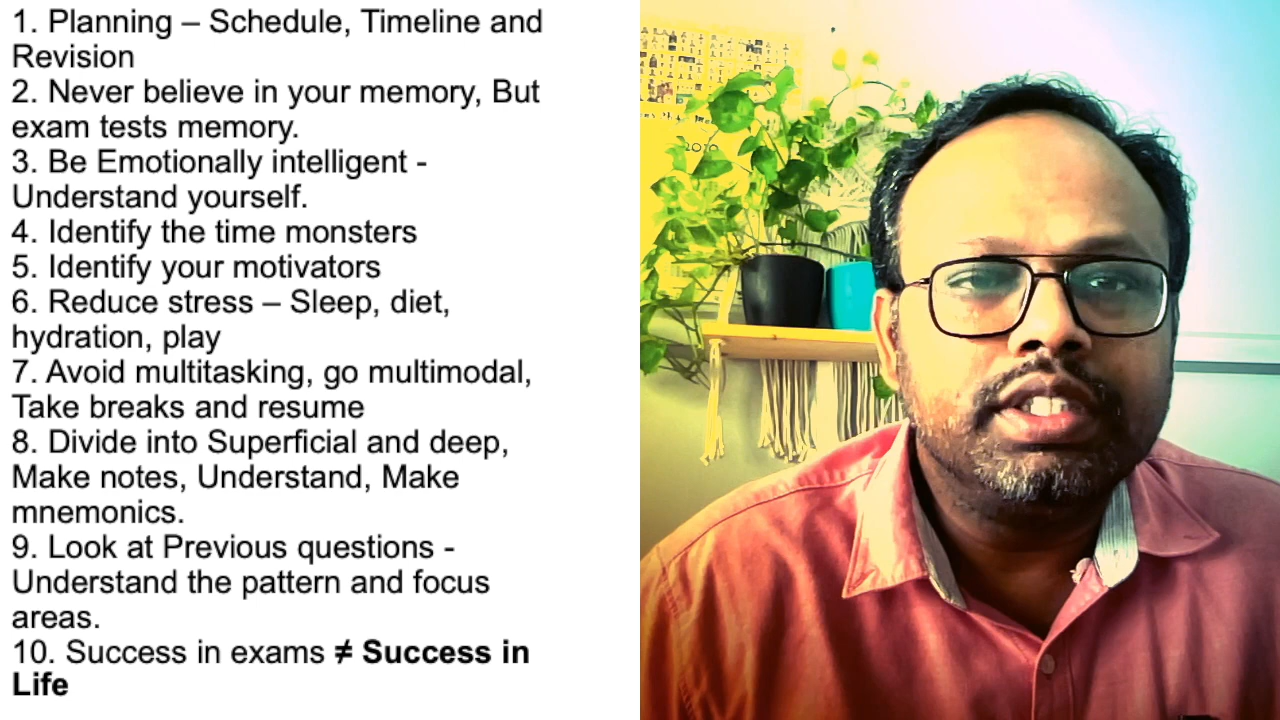 1. Planning – Schedule, Timeline and
Revision
2. Never believe in your memory, But
exam tests memory.
3. Be Emotionally intelligent -
Understand yourself.
4. Identify the time monsters
5. Identify your motivators
6. Reduce stress – Sleep, diet,
hydration, play
7. Avoid multitasking, go multimodal,
Take breaks and resume
8. Divide into Superficial and deep,
Make notes, Understand, Make
mnemonics.
9. Look at Previous questions -
Understand the pattern and focus
areas.
10. Success in exams ≠ Success in
Life